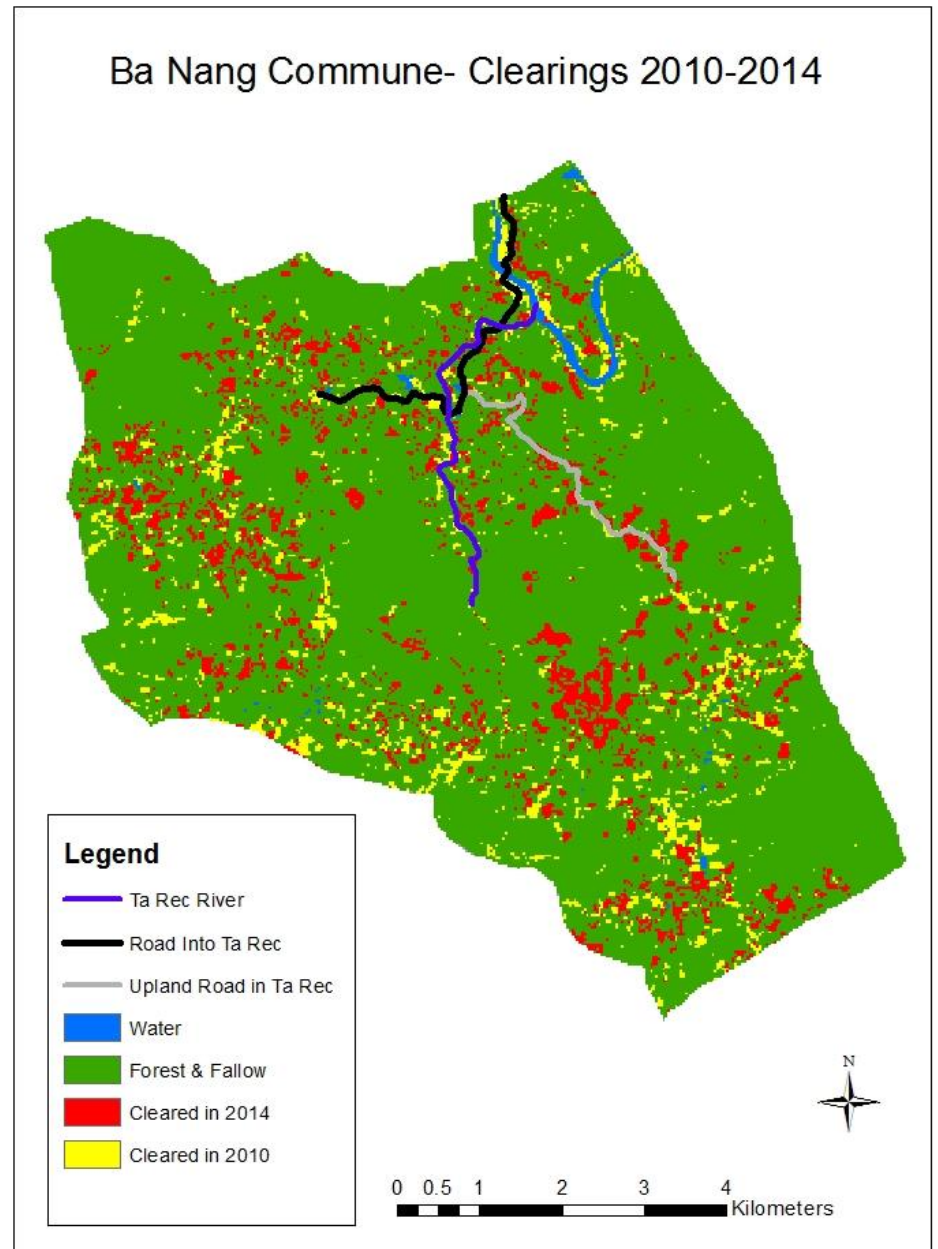 Ba Nang Commune- Clearings 2010-2014
Legend
Ta Rec River
Road Into Ta Rec
Upland Road in Ta Rec
Water
Forest & Fallow
Cleared in 2014
Cleared in 2010
N
0 0.5 1 2 3 4
Kilometers